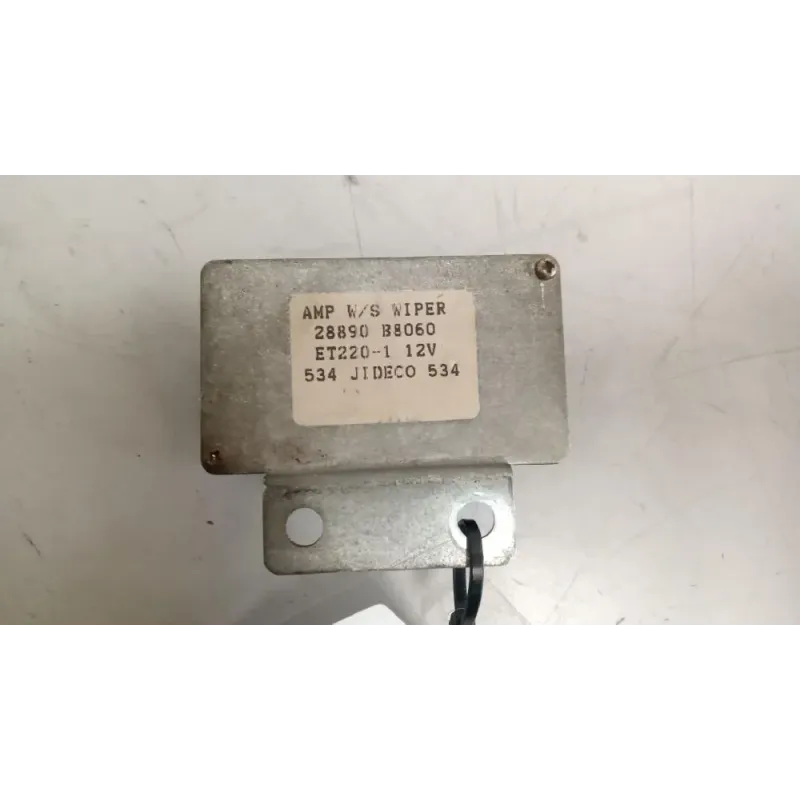 AMP W/S WIPER
28890 B8060
ET220-1 12V
534 JIDECO 534